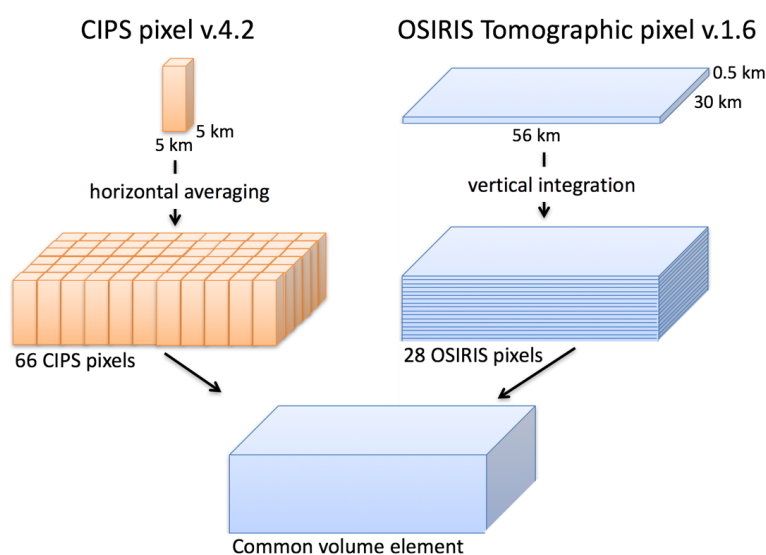 CIPS pixel v.4.2
OSIRIS Tomographic pixel v.1.6
5 km
5 km
0.5 km
30 km
56 km
horizontal averaging
vertical integration
66 CIPS pixels
28 OSIRIS pixels
Common volume element